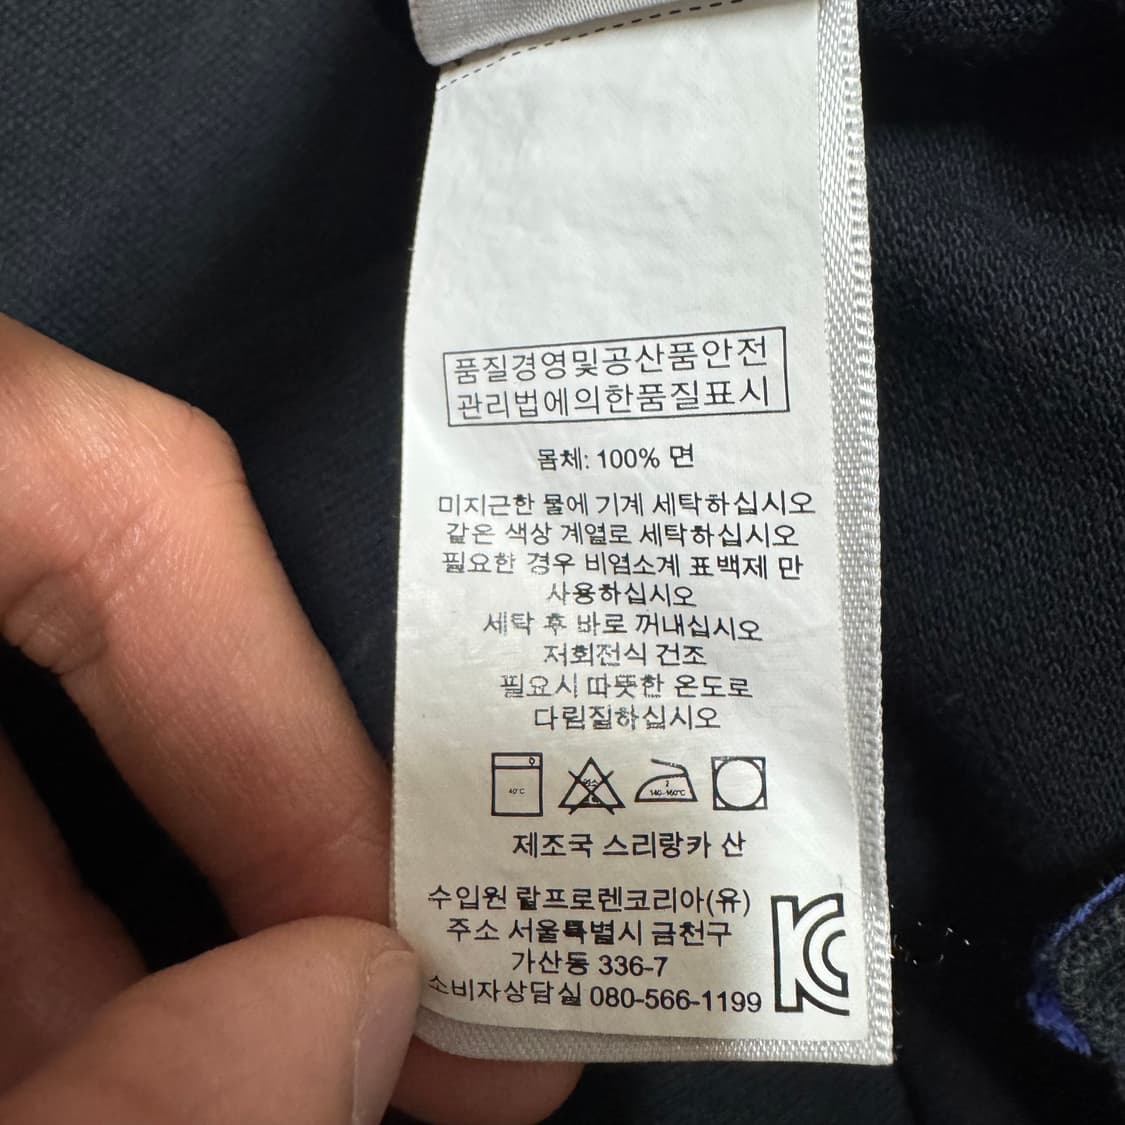 품질경영및공산품안전
관리법에의한품질표시
몸체: 100% 면
미지근한 물에 기계 세탁하십시오
같은 색상 계열로 세탁하십시오
필요한 경우 비염소계 표백제 만
사용하십시오
세탁 후 바로 꺼내십시오
저회전식 건조
필요시 따뜻한 온도로
다림질하십시오
40°C
염소
2
140-160°C
제조국 스리랑카 산
수입원 랄프로렌코리아(유)
주소 서울특별시 금천구
가산동 336-7
소비자상담실 080-566-1199
KC